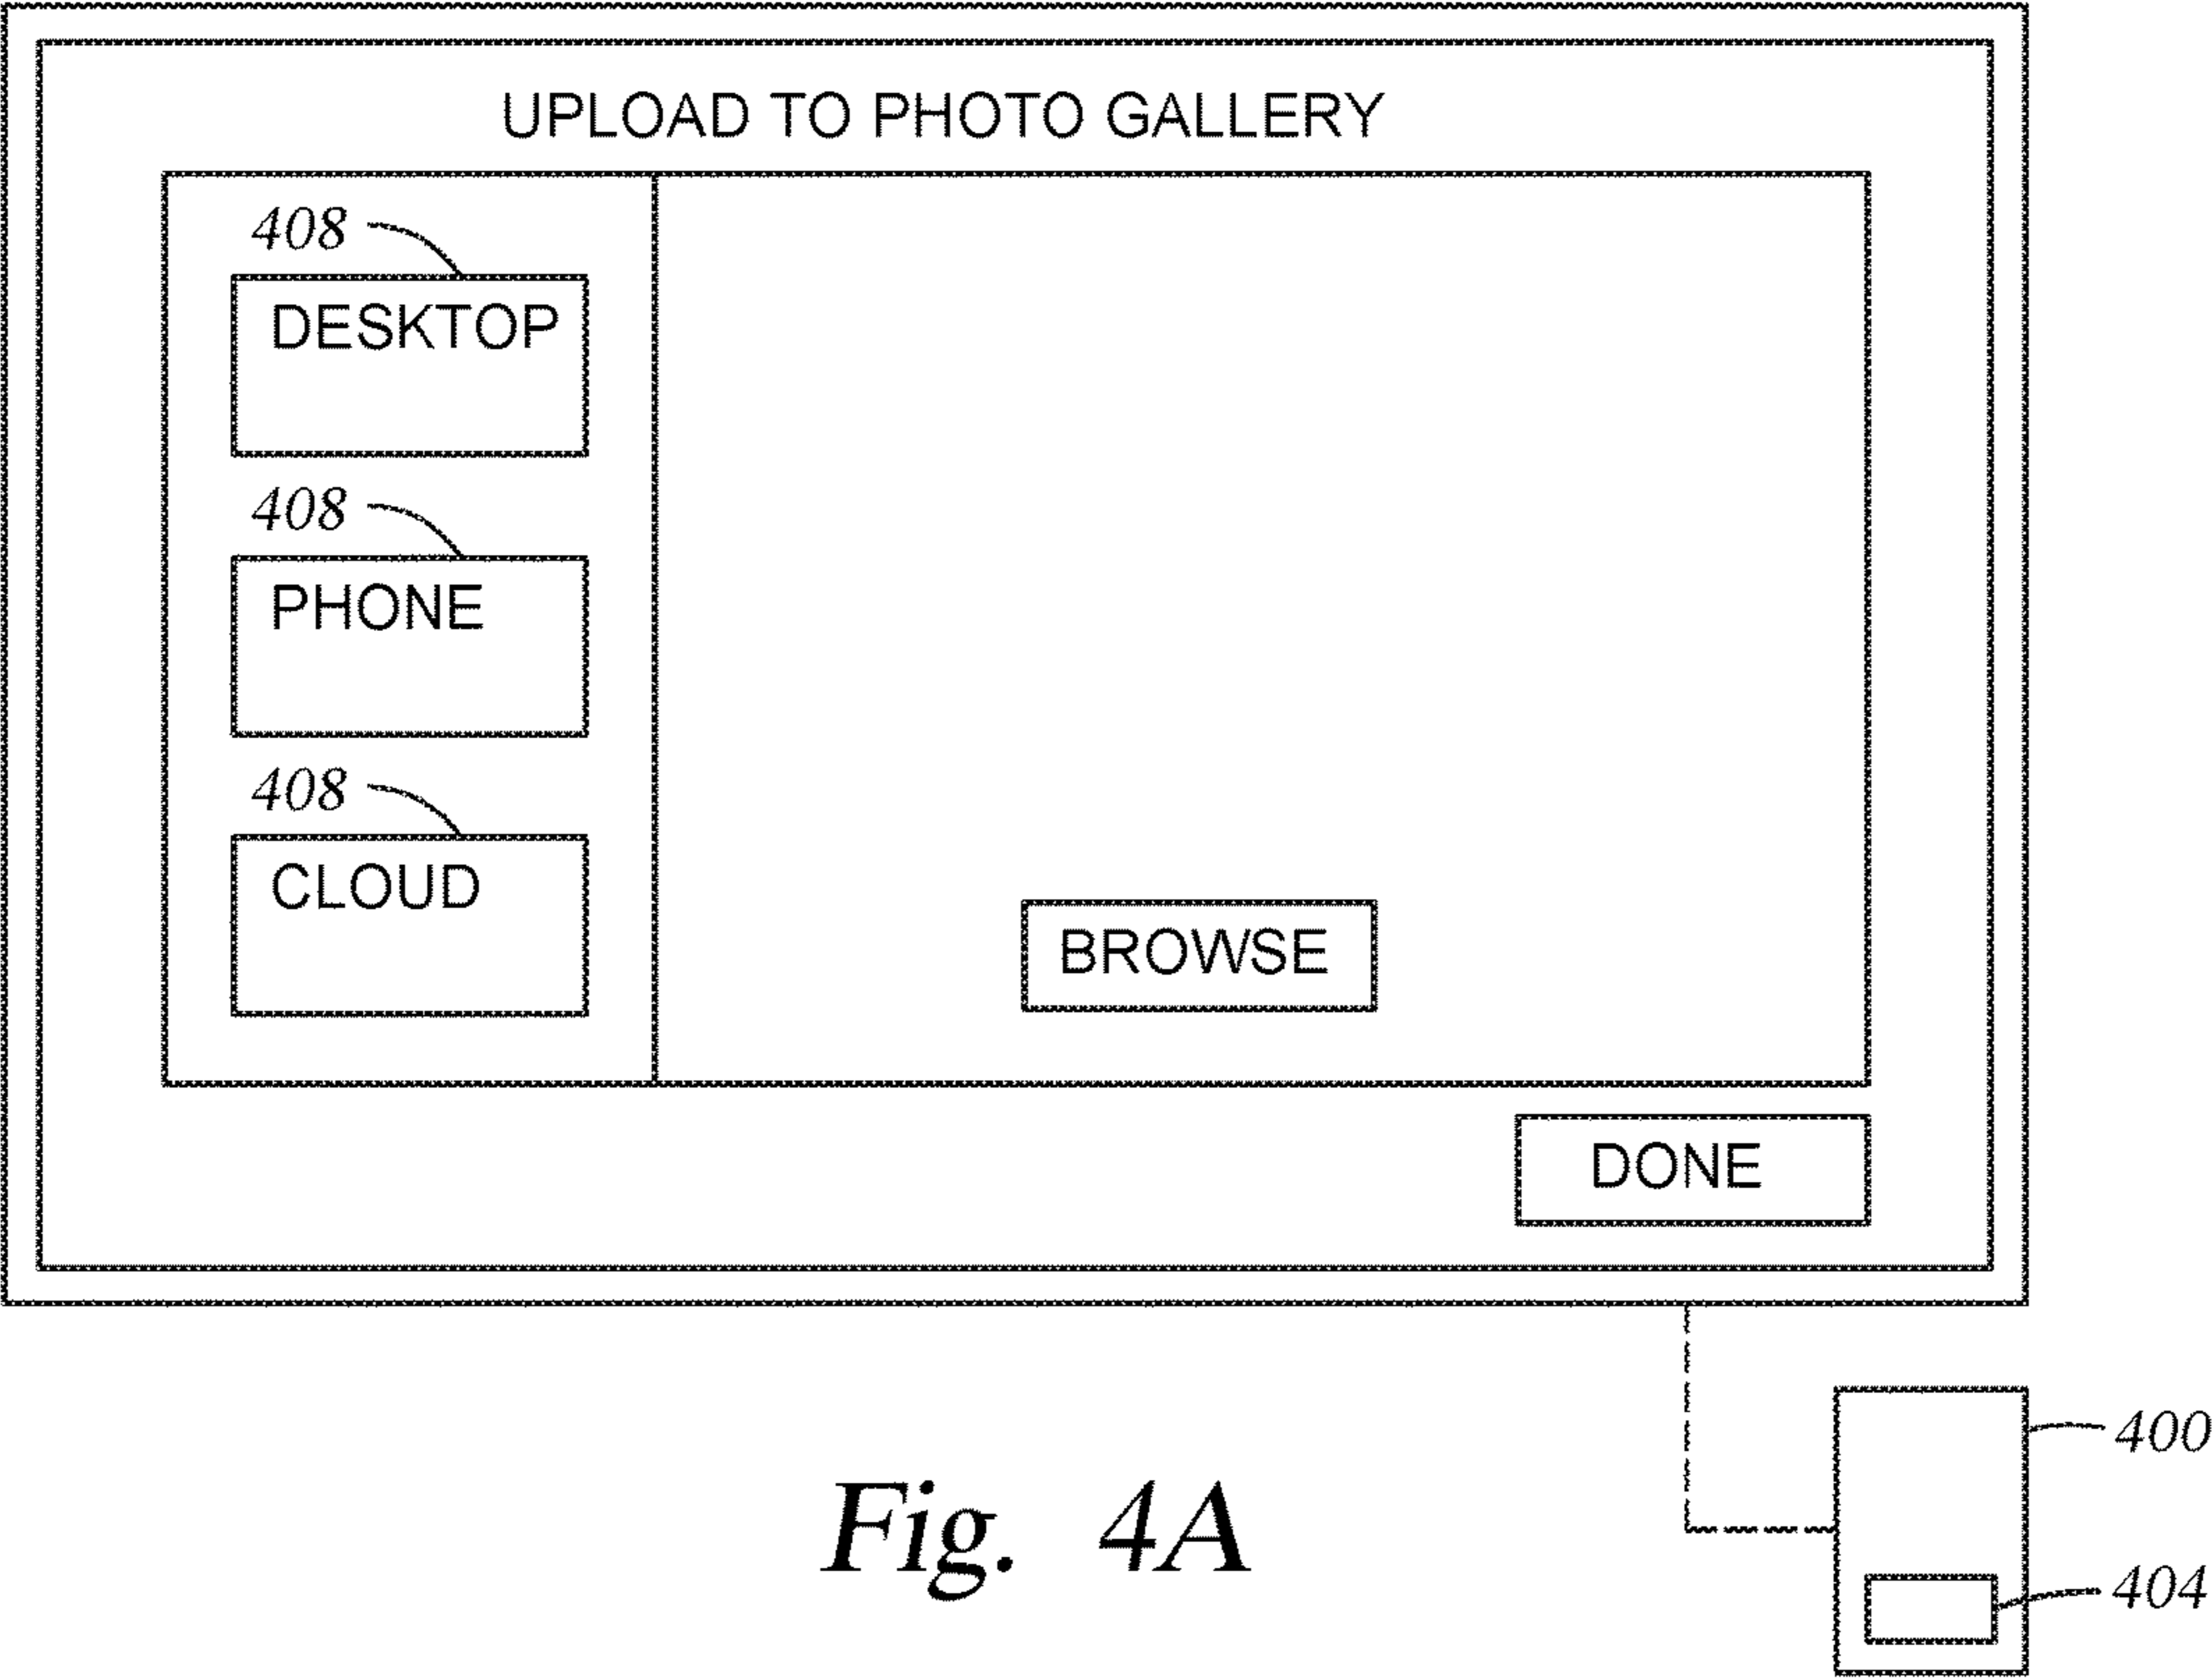 UPLOAD TO PHOTO GALLERY
408
DESKTOP
408
PHONE
408
CLOUD
BROWSE
DONE
400
404
Fig. 4A